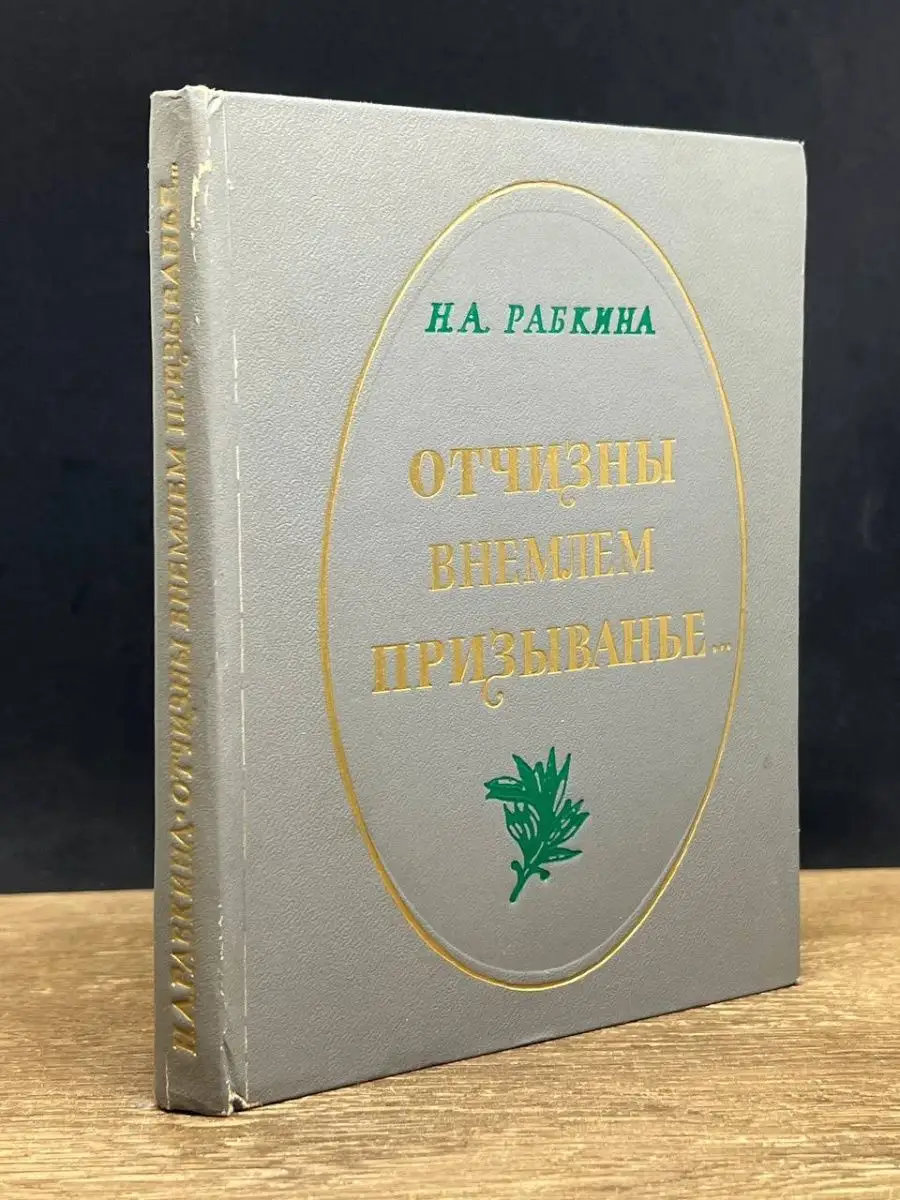 Н.А. РАБКИНА
ОТЧИЗНЫ
ВНЕМЛЕМ
ПРИЗЫВАНЬЕ...
Н.А.РАБКИНА·ОТЧИЗНЫ ВНЕМЛЕМ ПРИЗЫВАНЬЕ...